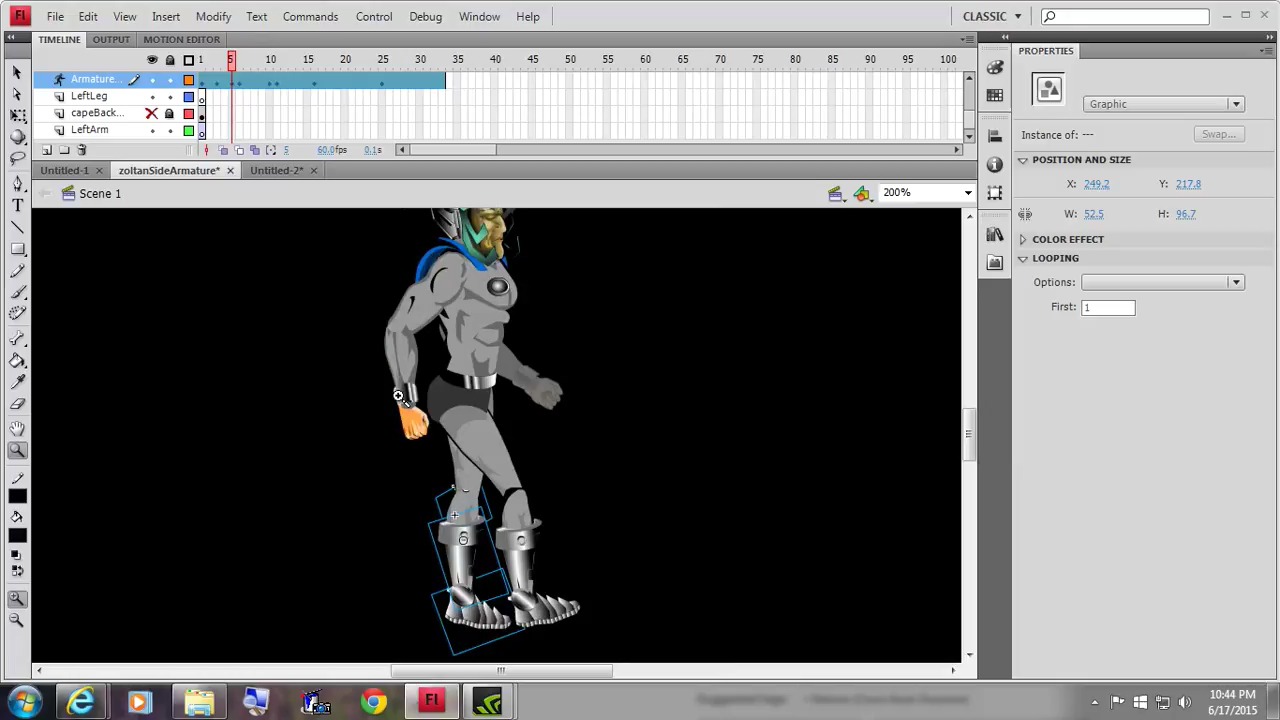 Fl File Edit View Insert Modify Text Commands Control Debug Window Help CLASSIC
TIMELINE OUTPUT MOTION EDITOR
PROPERTIES
1 5 10 15 20 25 30 35 40 45 50 55 60 65 70 75 80 85 90 95 100
Armature...
LeftLeg
capeBack...
LeftArm
5 60.0fps 0.1s
Graphic
Instance of: ---
Swap...
POSITION AND SIZE
X: 249.2 Y: 217.8
W: 52.5 H: 96.7
COLOR EFFECT
LOOPING
Options:
First: 1
Untitled-1 × zoltanSideArmature* × Untitled-2* ×
Scene 1
200%
Fl
10:44 PM
6/17/2015